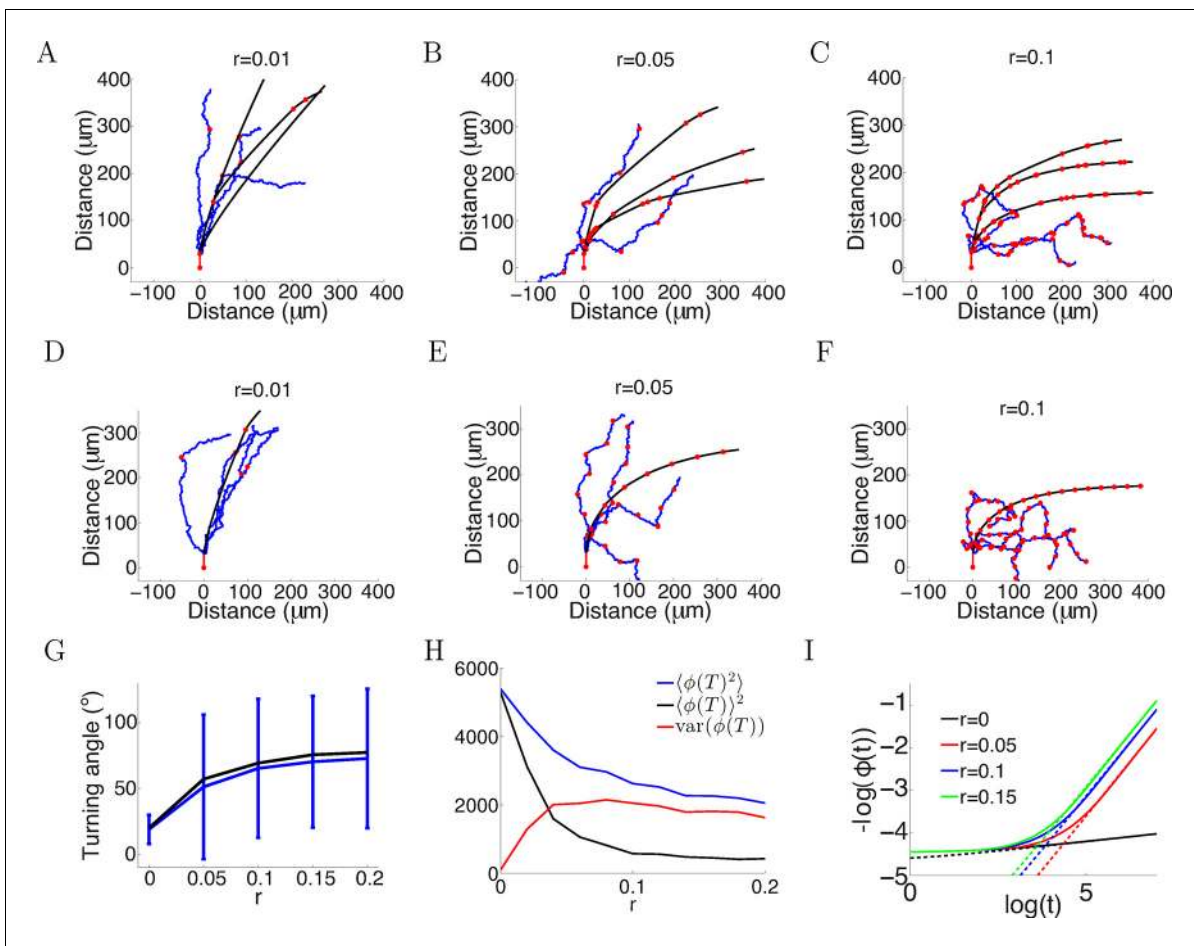 A
r=0.01
400
300
200
100
0
Distance (μm)
−100 0 100 200 300 400
Distance (μm)
B
r=0.05
400
300
200
100
0
Distance (μm)
−100 0 100 200 300 400
Distance (μm)
C
r=0.1
400
300
200
100
0
Distance (μm)
−100 0 100 200 300 400
Distance (μm)
D
r=0.01
300
200
100
0
Distance (μm)
−100 0 100 200 300 400
Distance (μm)
E
r=0.05
300
200
100
0
Distance (μm)
−100 0 100 200 300 400
Distance (μm)
F
r=0.1
300
200
100
0
Distance (μm)
−100 0 100 200 300 400
Distance (μm)
G
100
50
0
Turning angle (°)
0 0.05 0.1 0.15 0.2
r
H
6000
4000
2000
0
⟨ϕ(T)²⟩
⟨ϕ(T)⟩²
var(ϕ(T))
0 0.1 0.2
r
I
−1
−2
−3
−4
−5
-log(ϕ(t))
r=0
r=0.05
r=0.1
r=0.15
0 5
log(t)